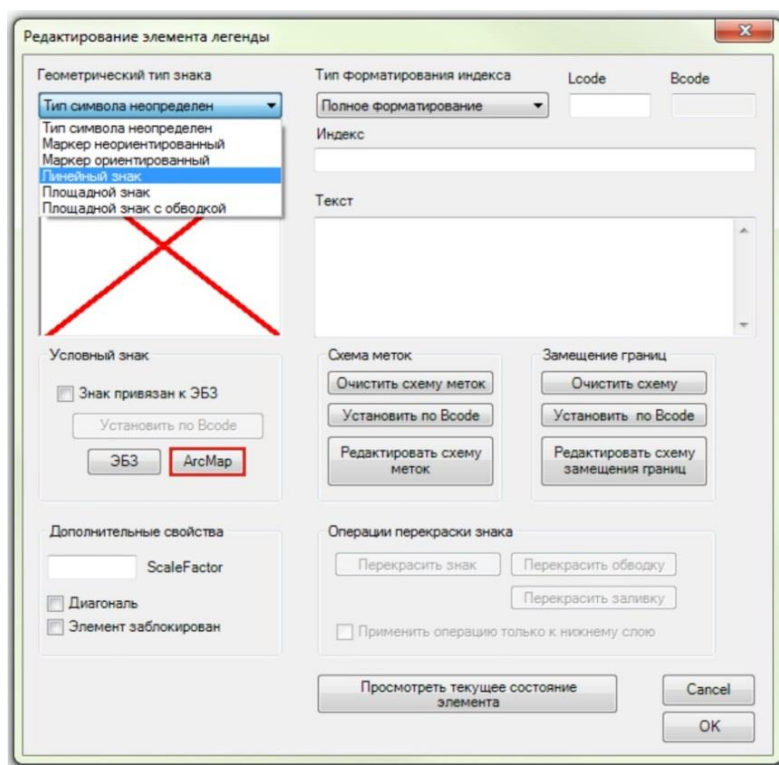 Редактирование элемента легенды
Геометрический тип знака
Тип форматирования индекса
Lcode
Bcode
Тип символа неопределен
Полное форматирование
Тип символа неопределен
Маркер неориентированный
Маркер ориентированный
Линейный знак
Площадной знак
Площадной знак с обводкой
Индекс
Текст
Условный знак
Знак привязан к ЭБЗ
Установить по Bcode
ЭБЗ
ArcMap
Схема меток
Очистить схему меток
Установить по Bcode
Редактировать схему
меток
Замещение границ
Очистить схему
Установить по Bcode
Редактировать схему
замещения границ
Дополнительные свойства
ScaleFactor
Диагональ
Элемент заблокирован
Операции перекраски знака
Перекрасить знак
Перекрасить обводку
Перекрасить заливку
Применить операцию только к нижнему слою
Просмотреть текущее состояние
элемента
Cancel
OK